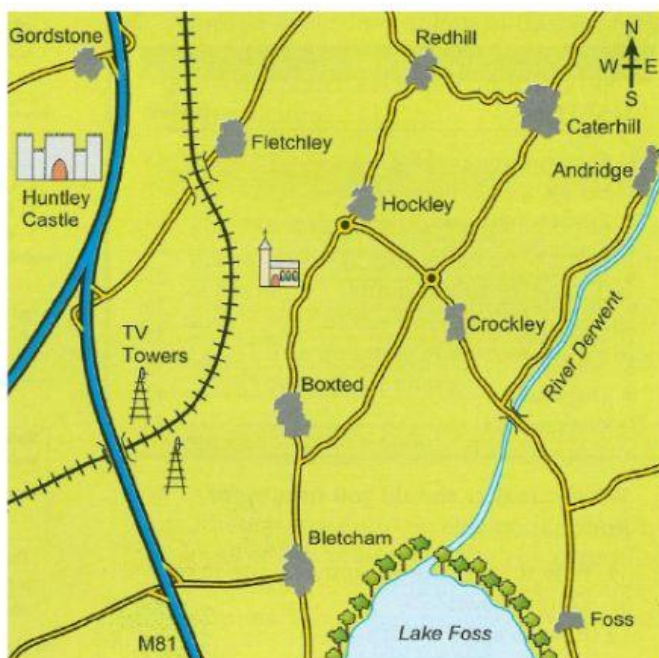 Gordstone
Redhill
N
W E
S
Fletchley
Caterhill
Andridge
Huntley
Castle
Hockley
TV
Towers
Crockley
River Derwent
Boxted
Bletcham
Lake Foss
Foss
M81